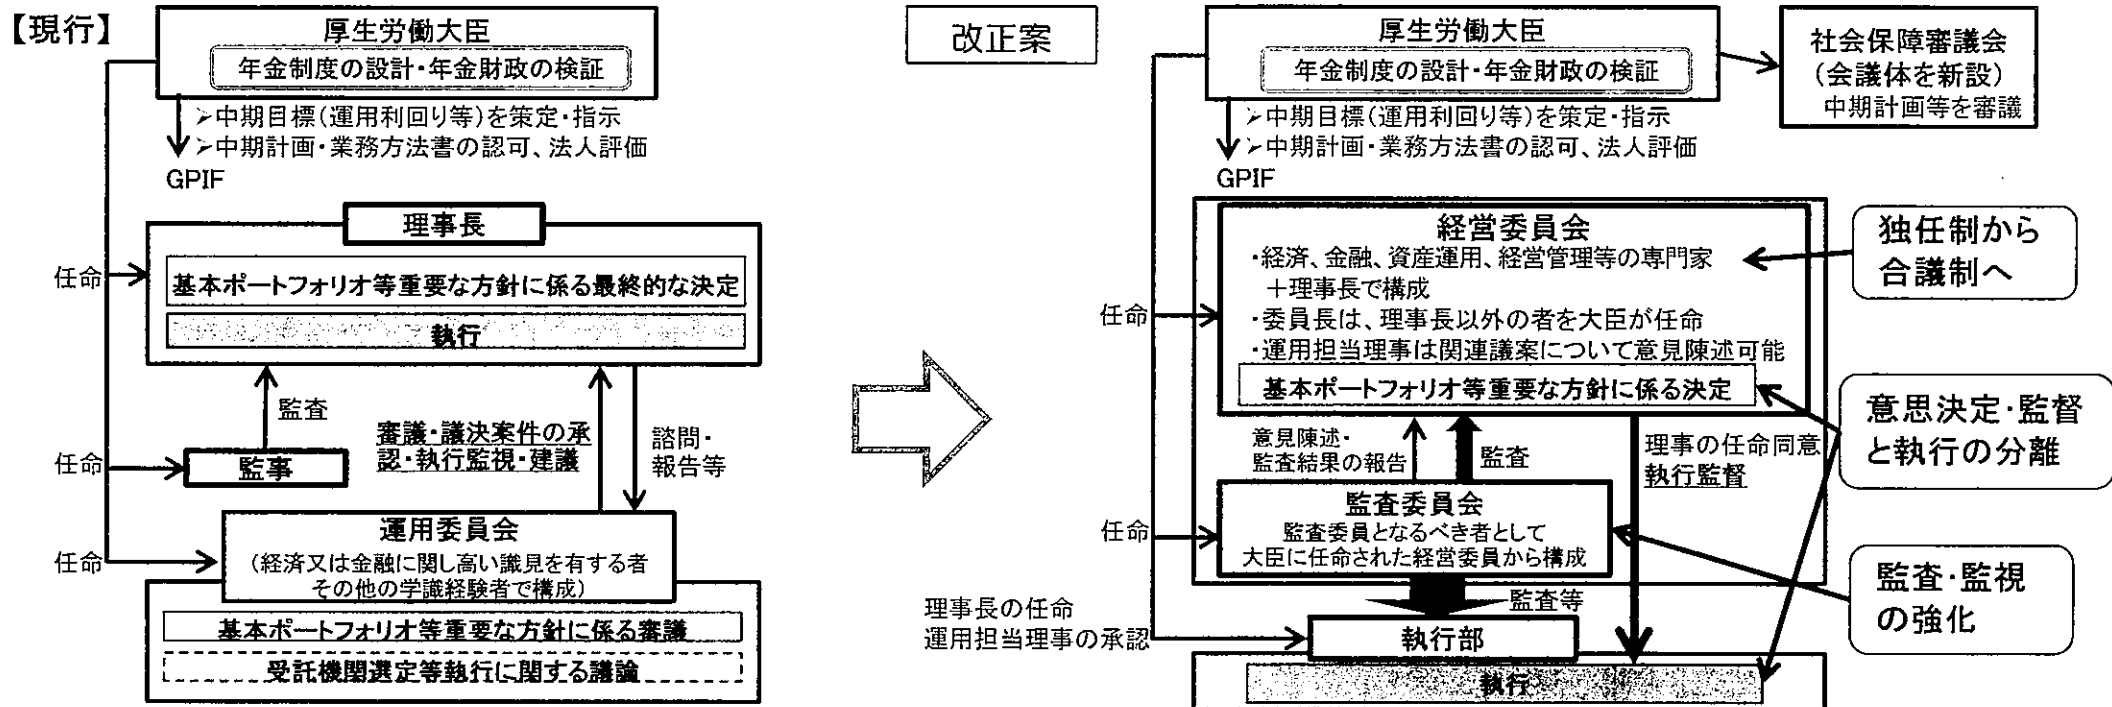 【現行】
厚生労働大臣
年金制度の設計・年金財政の検証
➢中期目標(運用利回り等)を策定・指示
➢中期計画・業務方法書の認可、法人評価
GPIF
理事長
任命
基本ポートフォリオ等重要な方針に係る最終的な決定
執行
監査
審議・議決案件の承
認・執行監視・建議
諮問・
報告等
任命
監事
運用委員会
任命
(経済又は金融に関し高い識見を有する者
その他の学識経験者で構成)
基本ポートフォリオ等重要な方針に係る審議
受託機関選定等執行に関する議論
改正案
厚生労働大臣
年金制度の設計・年金財政の検証
社会保障審議会
(会議体を新設)
中期計画等を審議
➢中期目標(運用利回り等)を策定・指示
➢中期計画・業務方法書の認可、法人評価
GPIF
経営委員会
・経済、金融、資産運用、経営管理等の専門家
+理事長で構成
・委員長は、理事長以外の者を大臣が任命
・運用担当理事は関連議案について意見陳述可能
基本ポートフォリオ等重要な方針に係る決定
任命
独任制から
合議制へ
意見陳述・
監査結果の報告
監査
理事の任命同意
執行監督
意思決定・監督
と執行の分離
監査委員会
監査委員となるべき者として
大臣に任命された経営委員から構成
任命
監査・監視
の強化
監査等
理事長の任命
運用担当理事の承認
執行部
執行